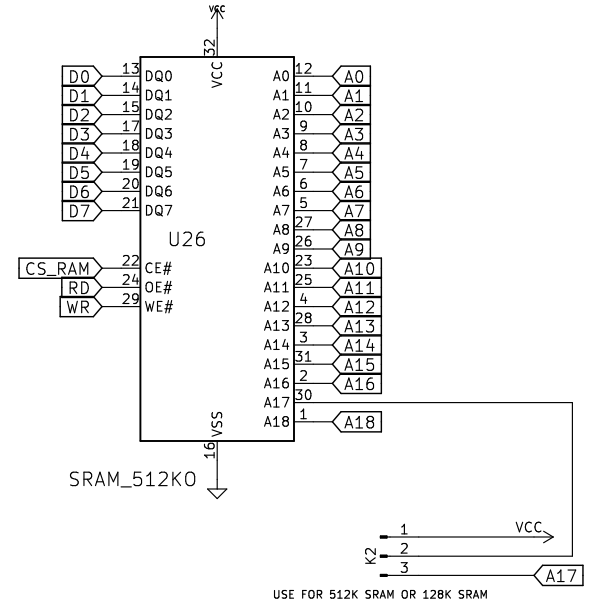 VCC
32
VCC
D0 13 DQ0 A0 12 A0
D1 14 DQ1 A1 11 A1
D2 15 DQ2 A2 10 A2
D3 17 DQ3 A3 9 A3
D4 18 DQ4 A4 8 A4
D5 19 DQ5 A5 7 A5
D6 20 DQ6 A6 6 A6
D7 21 DQ7 A7 5 A7
A8 27 A8
U26 A9 26 A9
CS_RAM 22 CE# A10 23 A10
RD 24 OE# A11 25 A11
WR 29 WE# A12 4 A12
A13 28 A13
A14 3 A14
A15 31 A15
A16 2 A16
A17 30
A18 1 A18
VSS
16
SRAM_512KO
1 VCC
K2 2
3 A17
USE FOR 512K SRAM OR 128K SRAM